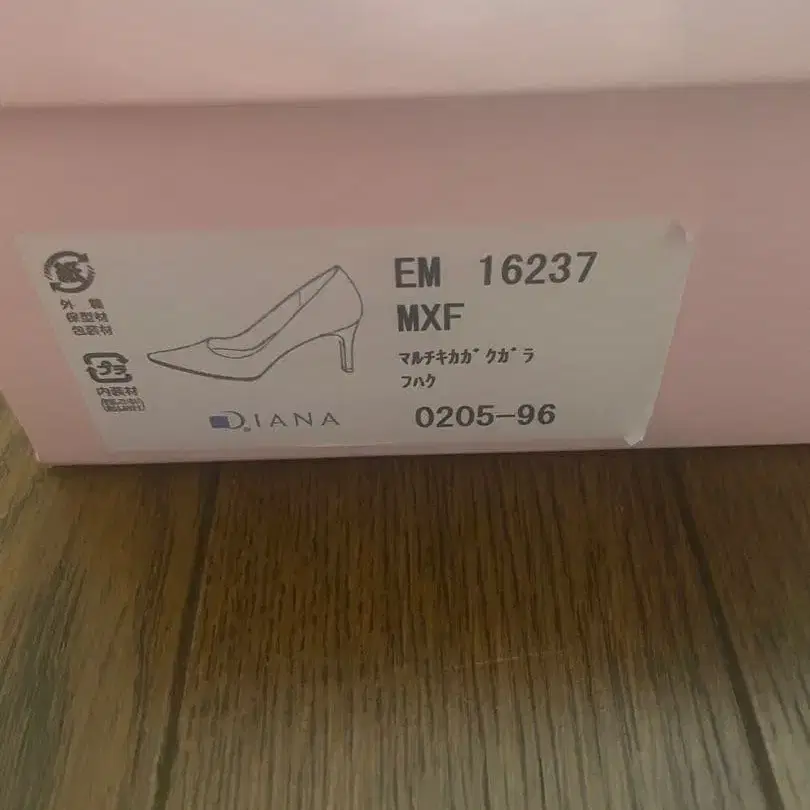 紙
外箱
保型材
包装材
プラ
内装材
DIANA
EM 16237
MXF
マルチキカガクガラ
フハク
0205-96